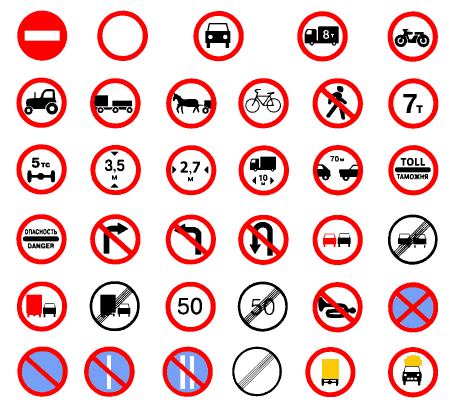 8т
7т
5тс
3,5
м
2,7
м
10
м
70м
TOLL
ТАМОЖНЯ
ОПАСНОСТЬ
DANGER
50
50